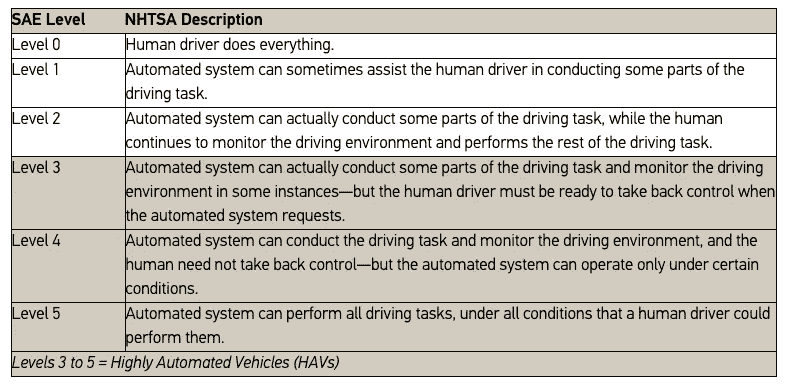 SAE Level NHTSA Description
Level 0 Human driver does everything.
Level 1 Automated system can sometimes assist the human driver in conducting some parts of the
driving task.
Level 2 Automated system can actually conduct some parts of the driving task, while the human
continues to monitor the driving environment and performs the rest of the driving task.
Level 3 Automated system can actually conduct some parts of the driving task and monitor the driving
environment in some instances—but the human driver must be ready to take back control when
the automated system requests.
Level 4 Automated system can conduct the driving task and monitor the driving environment, and the
human need not take back control—but the automated system can operate only under certain
conditions.
Level 5 Automated system can perform all driving tasks, under all conditions that a human driver could
perform them.
Levels 3 to 5 = Highly Automated Vehicles (HAVs)